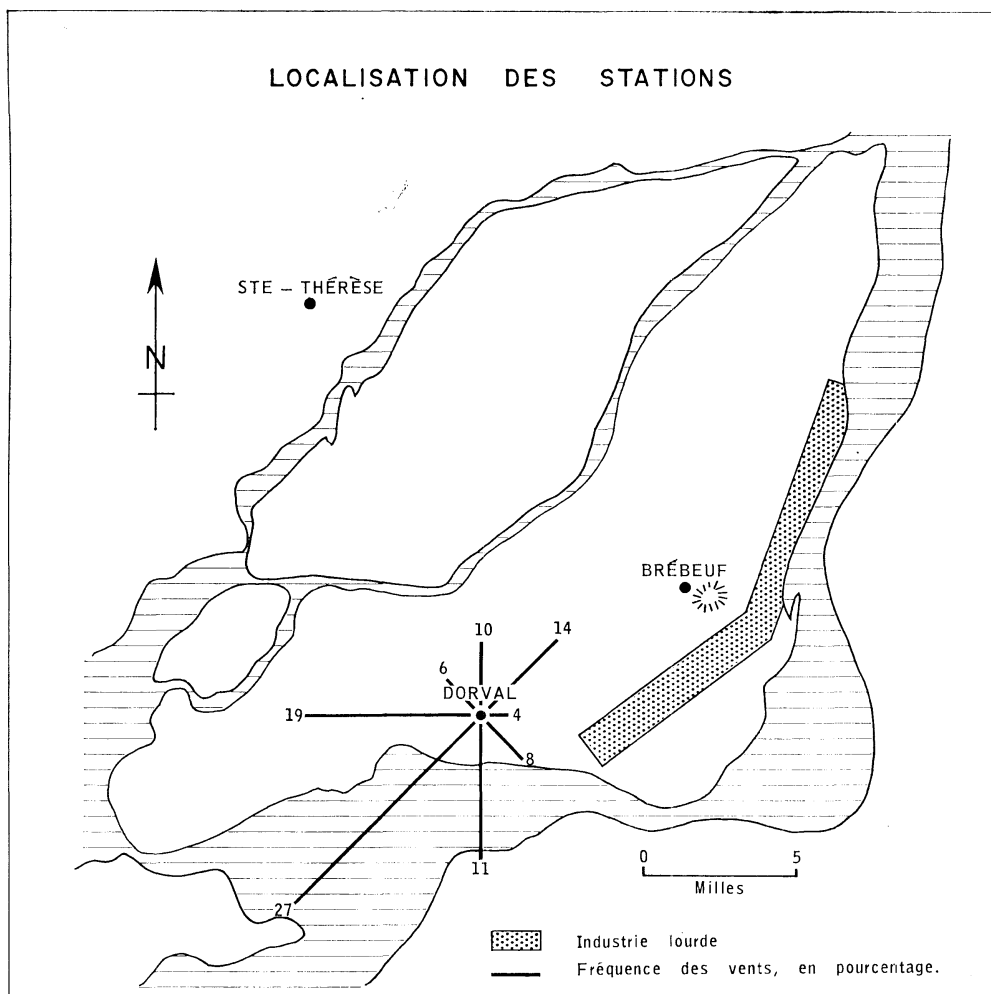 LOCALISATION DES STATIONS
STE – THÉRÈSE
N
BRÉBEUF
10
14
6
DORVAL
19
4
8
11
27
0
5
Milles
Industrie lourde
Fréquence des vents, en pourcentage.